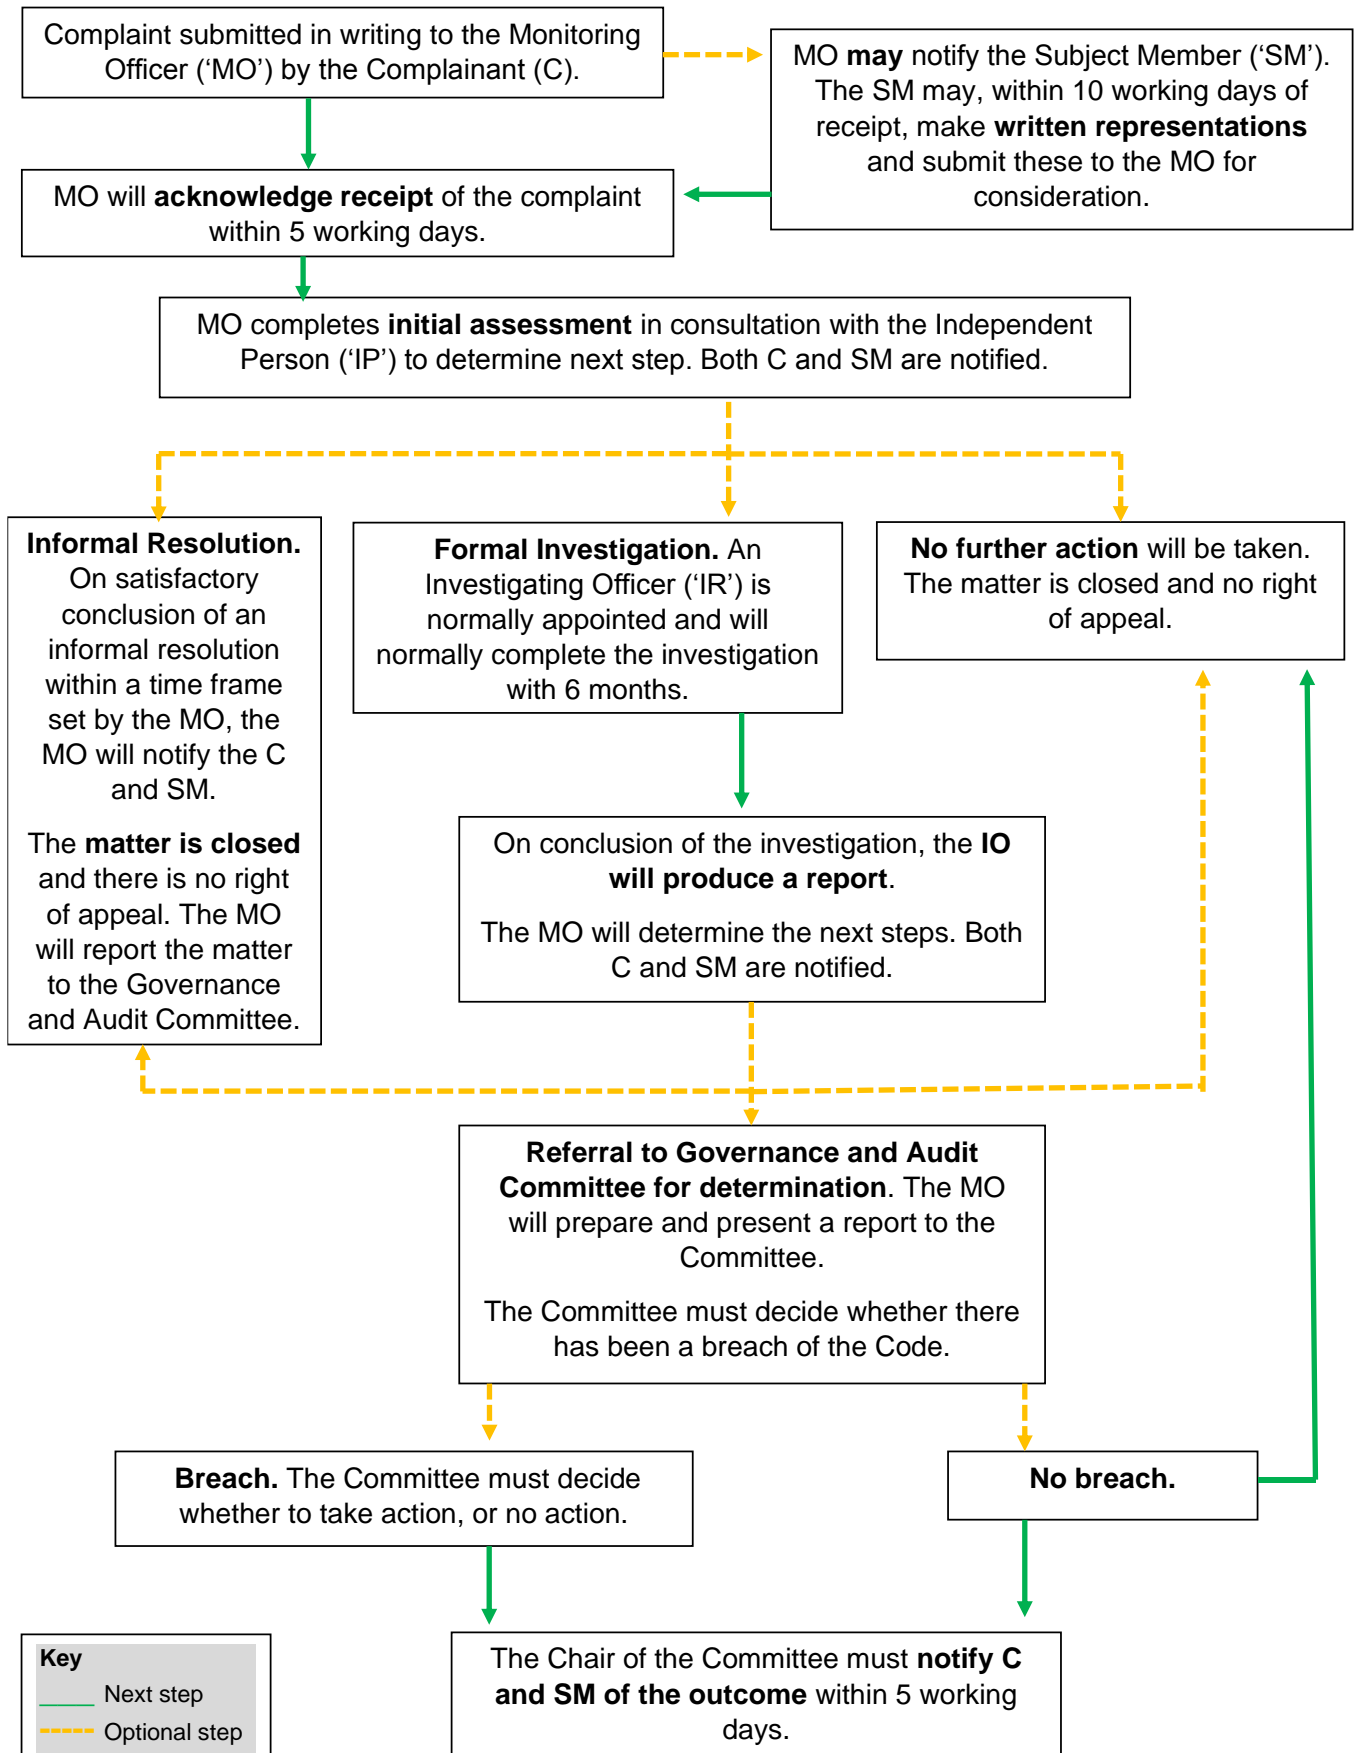 Complaint submitted in writing to the Monitoring
Officer (‘MO’) by the Complainant (C).
MO may notify the Subject Member (‘SM’).
The SM may, within 10 working days of
receipt, make written representations
and submit these to the MO for
consideration.
MO will acknowledge receipt of the complaint
within 5 working days.
MO completes initial assessment in consultation with the Independent
Person (‘IP’) to determine next step. Both C and SM are notified.
Informal Resolution.
On satisfactory
conclusion of an
informal resolution
within a time frame
set by the MO, the
MO will notify the C
and SM.
The matter is closed
and there is no right
of appeal. The MO
will report the matter
to the Governance
and Audit Committee.
Formal Investigation. An
Investigating Officer (‘IR’) is
normally appointed and will
normally complete the investigation
with 6 months.
No further action will be taken.
The matter is closed and no right
of appeal.
On conclusion of the investigation, the IO
will produce a report.
The MO will determine the next steps. Both
C and SM are notified.
Referral to Governance and Audit
Committee for determination. The MO
will prepare and present a report to the
Committee.
The Committee must decide whether there
has been a breach of the Code.
Breach. The Committee must decide
whether to take action, or no action.
No breach.
The Chair of the Committee must notify C
and SM of the outcome within 5 working
days.
Key
Next step
Optional step